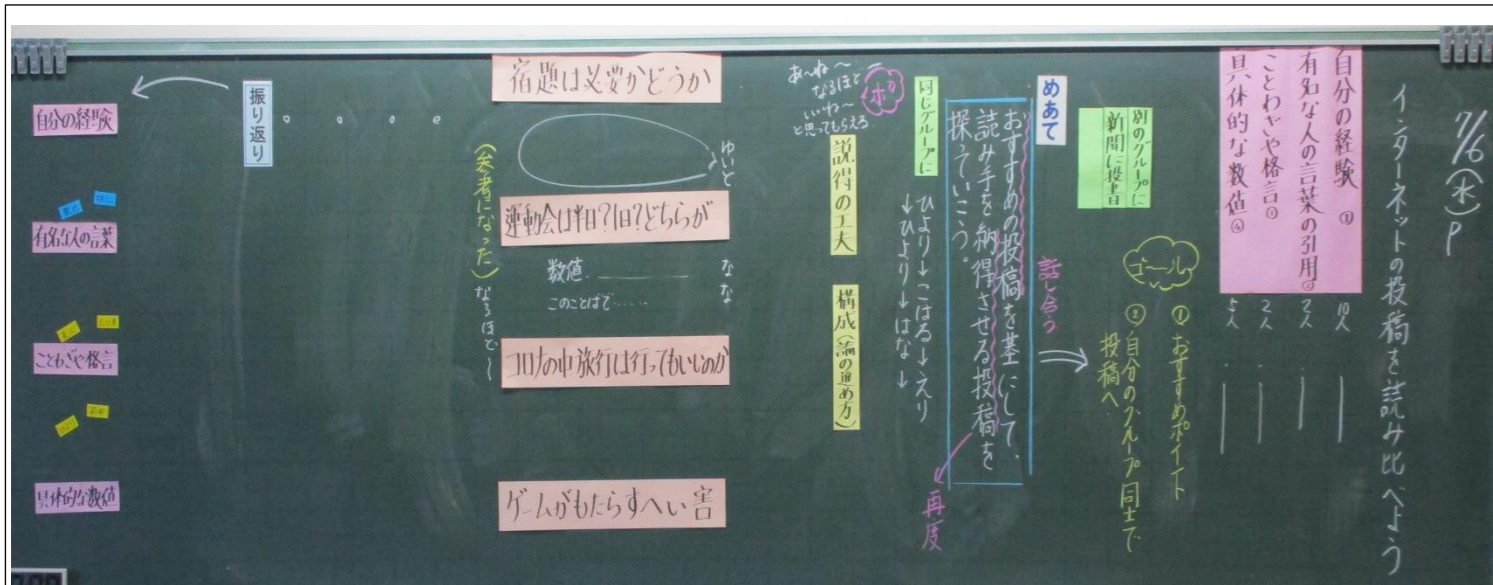 7/6(水)P
インターネットの投稿を読み比べよう
自分の経験
有名な人の言葉の引用
ことわざや格言
具体的な数値④
10人
2人
2人
5人
ゴール
① おすすめポイント
② 自分のグループ同士で
投稿へ
別のグループに
新聞に投書
話し合う
めあて
おすすめの投稿を基にして、
読み手を納得させる投稿を
探っていこう。
再度
同じグループに
ひより→こはる→えり
→ひより→はな→
あ〜ね〜
なるほど
いいね〜
と思ってもらえる
説得の工夫
構成(論の進め方)
宿題は必要かどうか
ゆいと
運動会は半日?1日?どちらが
なな
数値
このことばで……
コロナの中旅行は行ってもいいのか
ゲームがもたらすへい害
(参考になった)
なるほど〜
振り返り
自分の経験
有名な人の言葉
ことわざや格言
具体的な数値